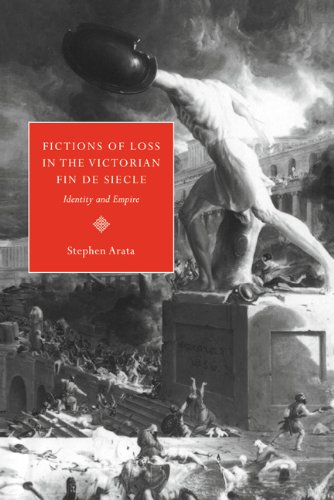 FICTIONS OF LOSS
IN THE VICTORIAN
FIN DE SIECLE
Identity and Empire
Stephen Arata